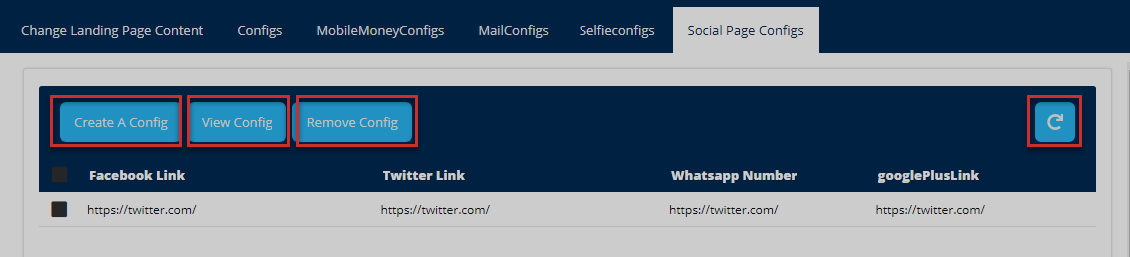 Change Landing Page Content Configs MobileMoneyConfigs MailConfigs Selfieconfigs Social Page Configs
Create A Config View Config Remove Config
Facebook Link Twitter Link Whatsapp Number googlePlusLink
https://twitter.com/ https://twitter.com/ https://twitter.com/ https://twitter.com/